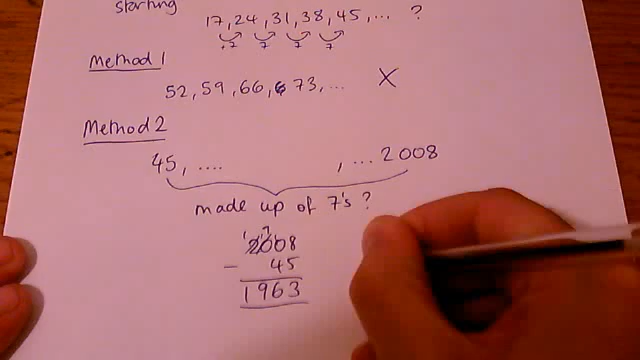 starting
17, 24, 31, 38, 45, ... ?
+7 7 7 7
Method 1
52, 59, 66, 73, ... X
Method 2
45, .... , ... 2008
made up of 7's ?
2008
- 45
1963